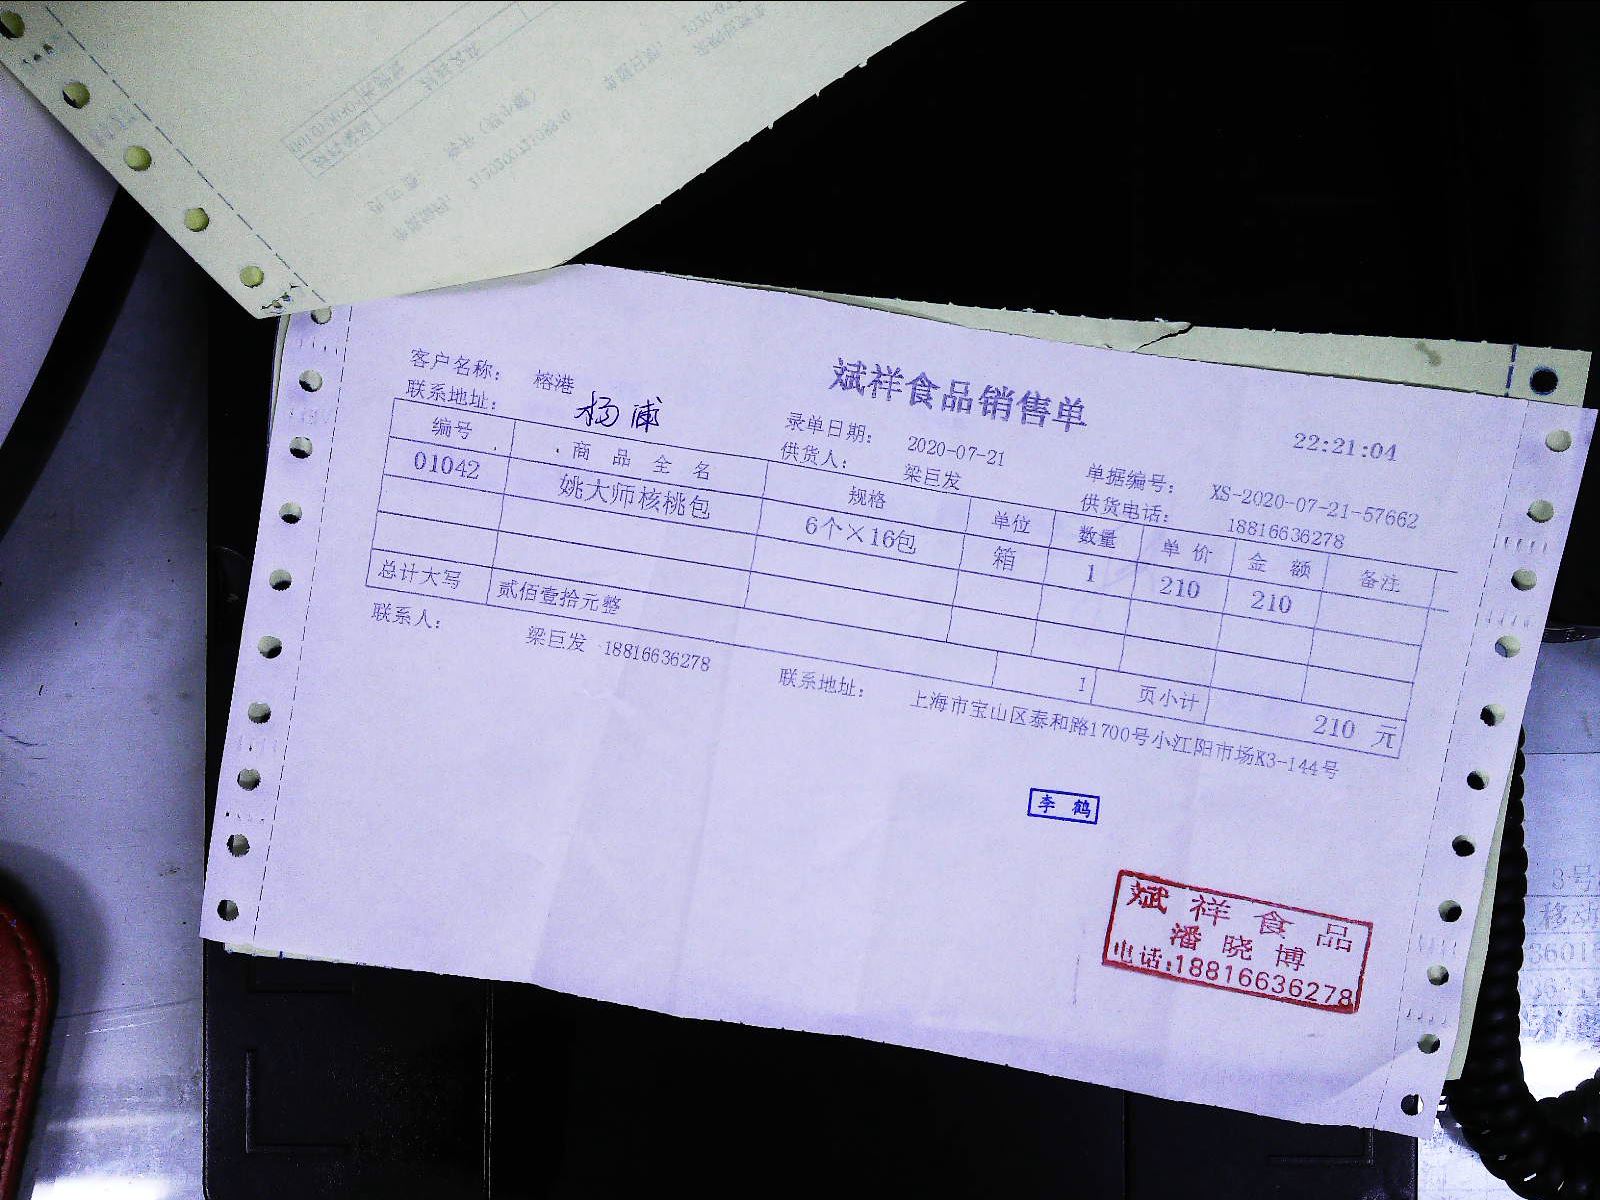 斌祥食品销售单
22:21:04
客户名称： 榕港
杨浦
录单日期： 2020-07-21 单据编号： XS-2020-07-21-57662
联系地址： 供货人： 梁巨发 供货电话： 18816636278
编号 商 品 全 名 规格 单位 数量 单 价 金 额 备注
01042 姚大师核桃包 6个×16包 箱 1 210 210
总计大写 贰佰壹拾元整 1 页小计 210 元
联系人： 梁巨发 18816636278 联系地址： 上海市宝山区泰和路1700号小江阳市场K3-144号
李 鹤
斌 祥 食 品
潘 晓 博
电话:18816636278
3号
移动